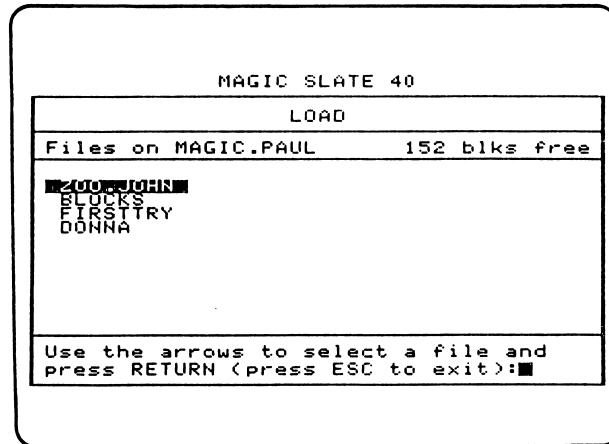 MAGIC SLATE 40
LOAD
Files on MAGIC.PAUL 152 blks free
ZOO.JOHN
BLOCKS
FIRSTTRY
DONNA
Use the arrows to select a file and
press RETURN (press ESC to exit):